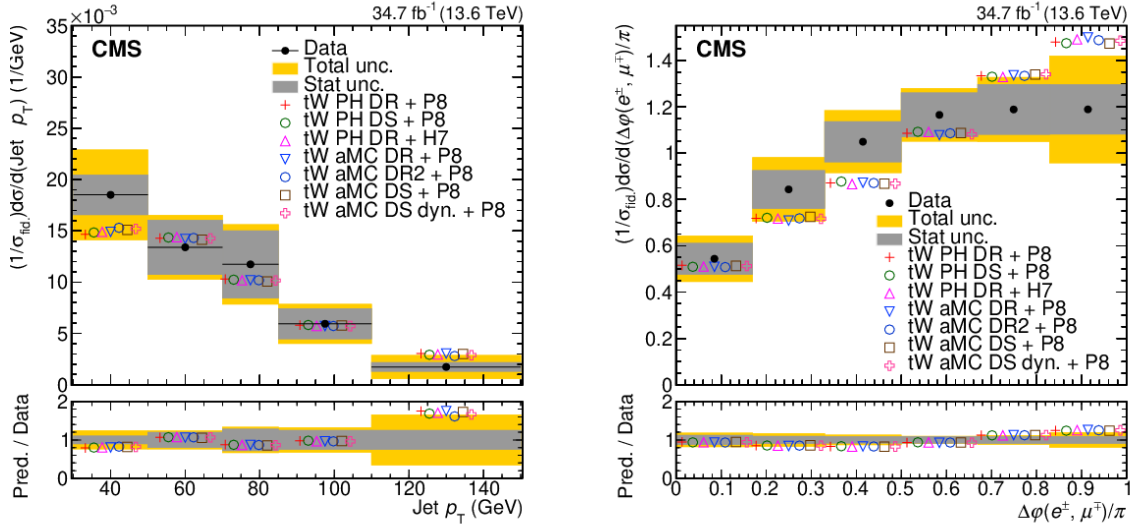 34.7 fb⁻¹ (13.6 TeV)
×10⁻³
CMS
Data
Total unc.
Stat unc.
tW PH DR + P8
tW PH DS + P8
tW PH DR + H7
tW aMC DR + P8
tW aMC DR2 + P8
tW aMC DS + P8
tW aMC DS dyn. + P8
(1/σ_fid.)dσ/d(Jet p_T) (1/GeV)
35
30
25
20
15
10
5
0
Pred. / Data
2
1
0
40 60 80 100 120 140
Jet p_T (GeV)
34.7 fb⁻¹ (13.6 TeV)
CMS
(1/σ_fid.)dσ/d(Δφ(e±, μ∓)/π)
1.4
1.2
1
0.8
0.6
0.4
0.2
0
Data
Total unc.
Stat unc.
tW PH DR + P8
tW PH DS + P8
tW PH DR + H7
tW aMC DR + P8
tW aMC DR2 + P8
tW aMC DS + P8
tW aMC DS dyn. + P8
Pred. / Data
2
1
0
0 0.1 0.2 0.3 0.4 0.5 0.6 0.7 0.8 0.9 1
Δφ(e±, μ∓)/π